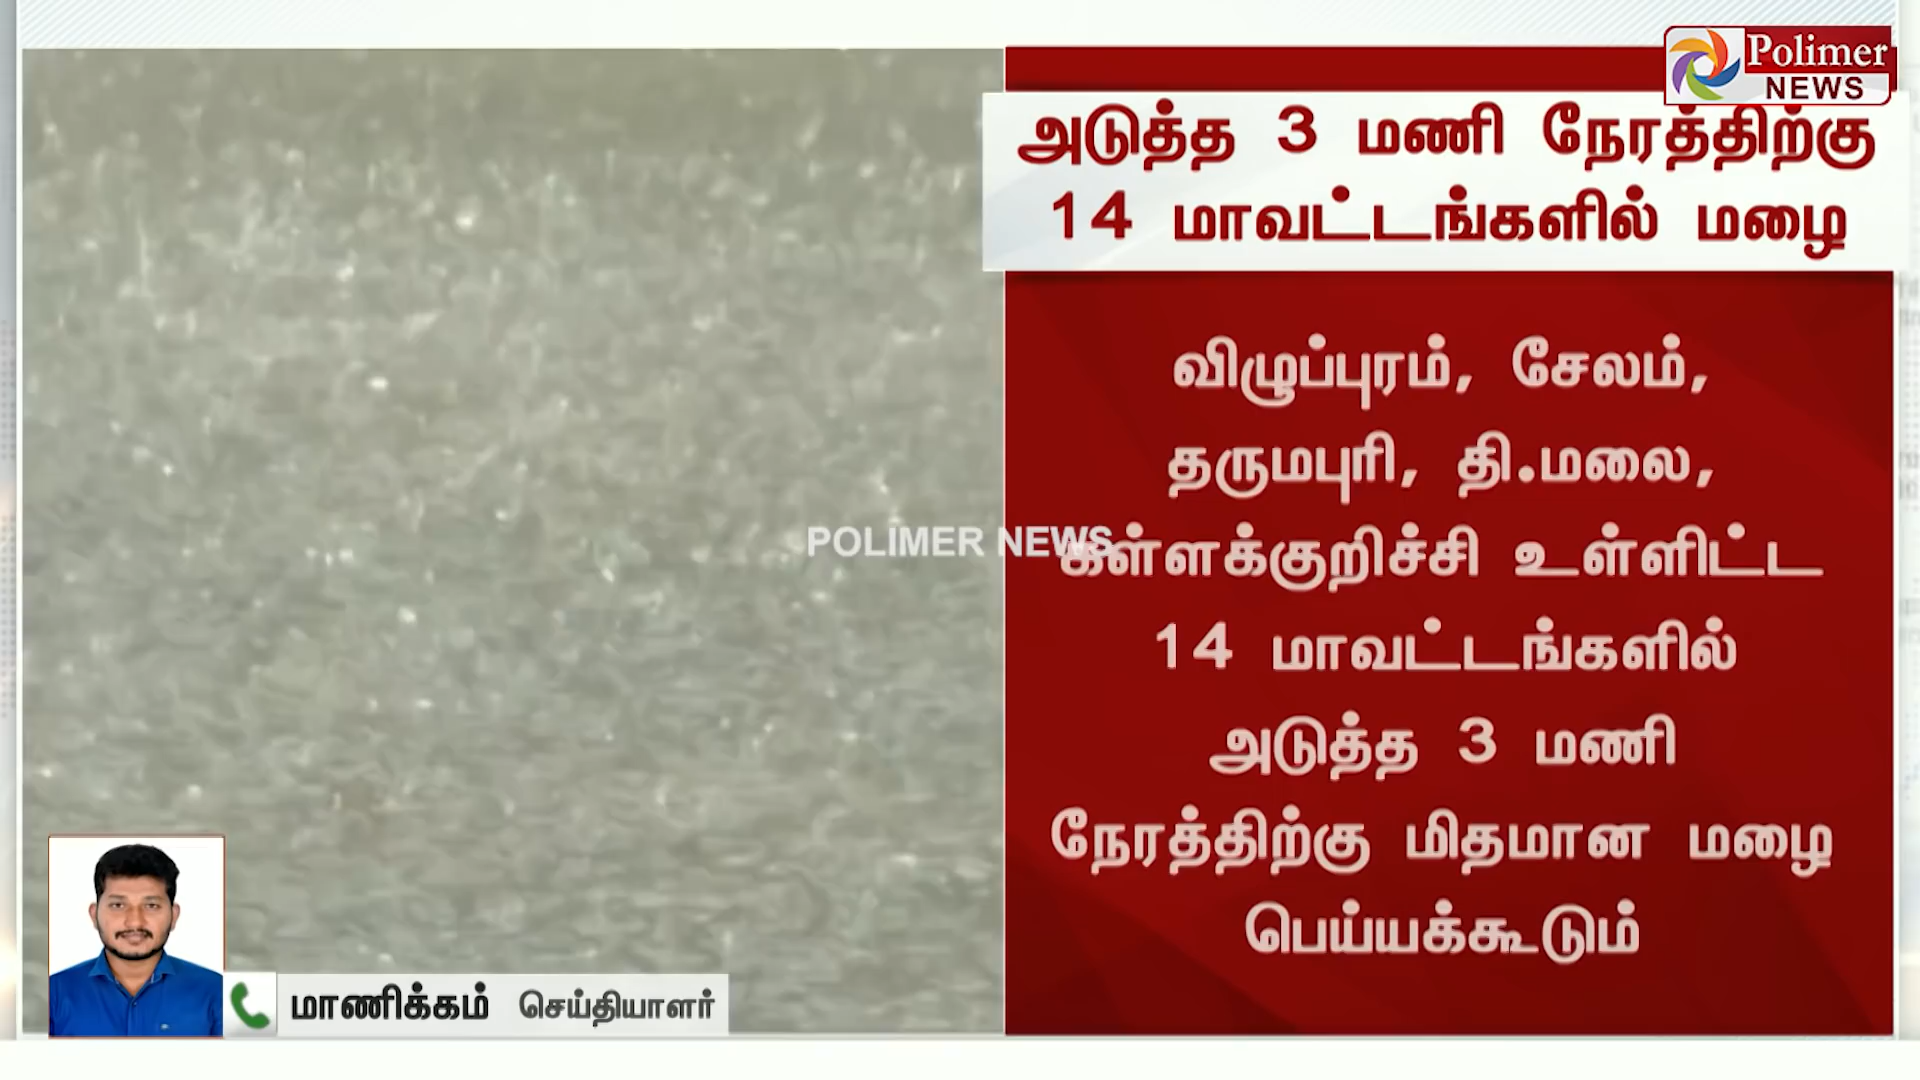 Polimer
NEWS
அடுத்த 3 மணி நேரத்திற்கு
14 மாவட்டங்களில் மழை
விழுப்புரம், சேலம்,
தருமபுரி, தி.மலை,
கள்ளக்குறிச்சி உள்ளிட்ட
14 மாவட்டங்களில்
அடுத்த 3 மணி
நேரத்திற்கு மிதமான மழை
பெய்யக்கூடும்
POLIMER NEWS
மாணிக்கம் செய்தியாளர்